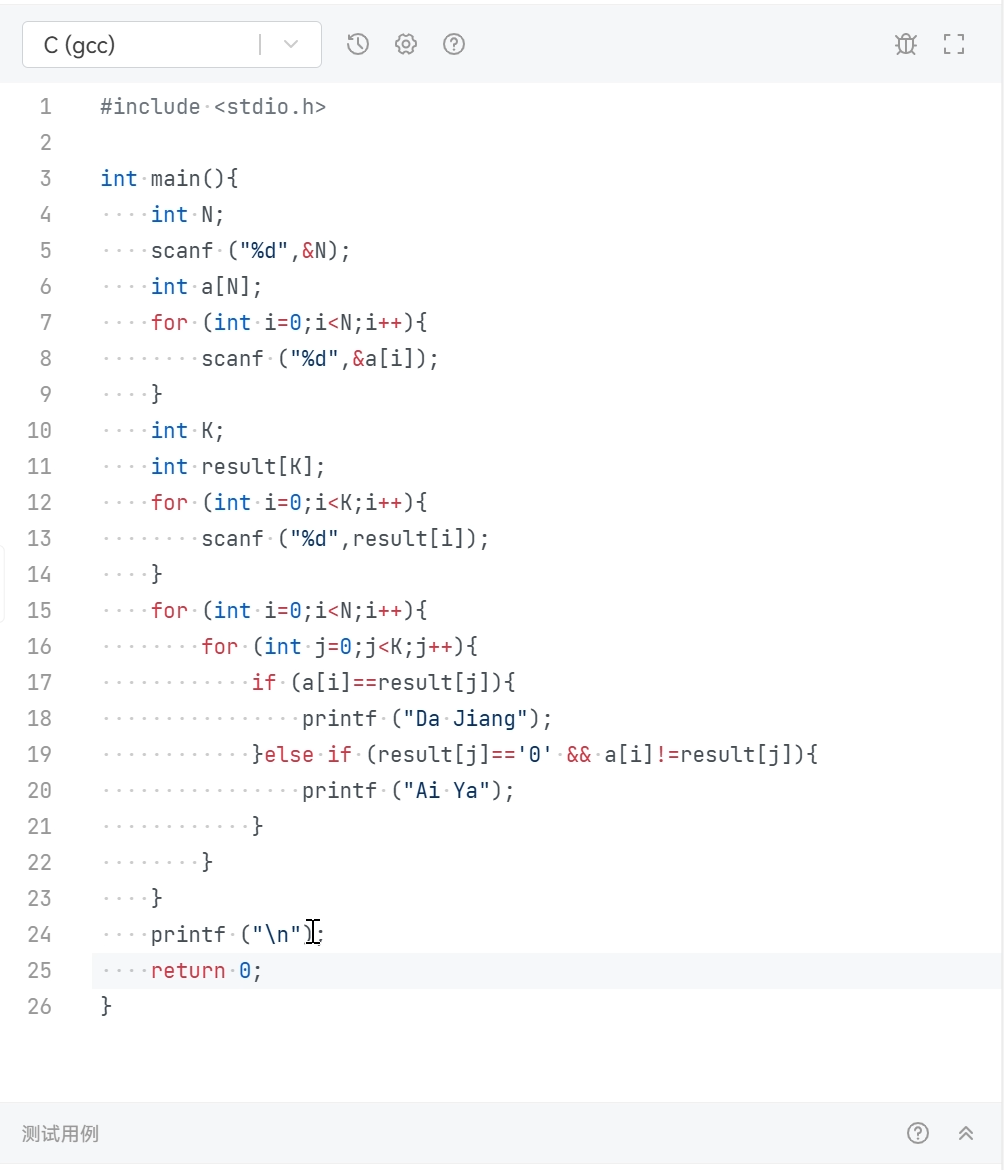 C (gcc)
1 #include <stdio.h>
2
3 int main(){
4     int N;
5     scanf ("%d",&N);
6     int a[N];
7     for (int i=0;i<N;i++){
8         scanf ("%d",&a[i]);
9     }
10     int K;
11     int result[K];
12     for (int i=0;i<K;i++){
13         scanf ("%d",result[i]);
14     }
15     for (int i=0;i<N;i++){
16         for (int j=0;j<K;j++){
17             if (a[i]==result[j]){
18                 printf ("Da Jiang");
19             }else if (result[j]=='0' && a[i]!=result[j]){
20                 printf ("Ai Ya");
21             }
22         }
23     }
24     printf ("\n");
25     return 0;
26 }
测试用例